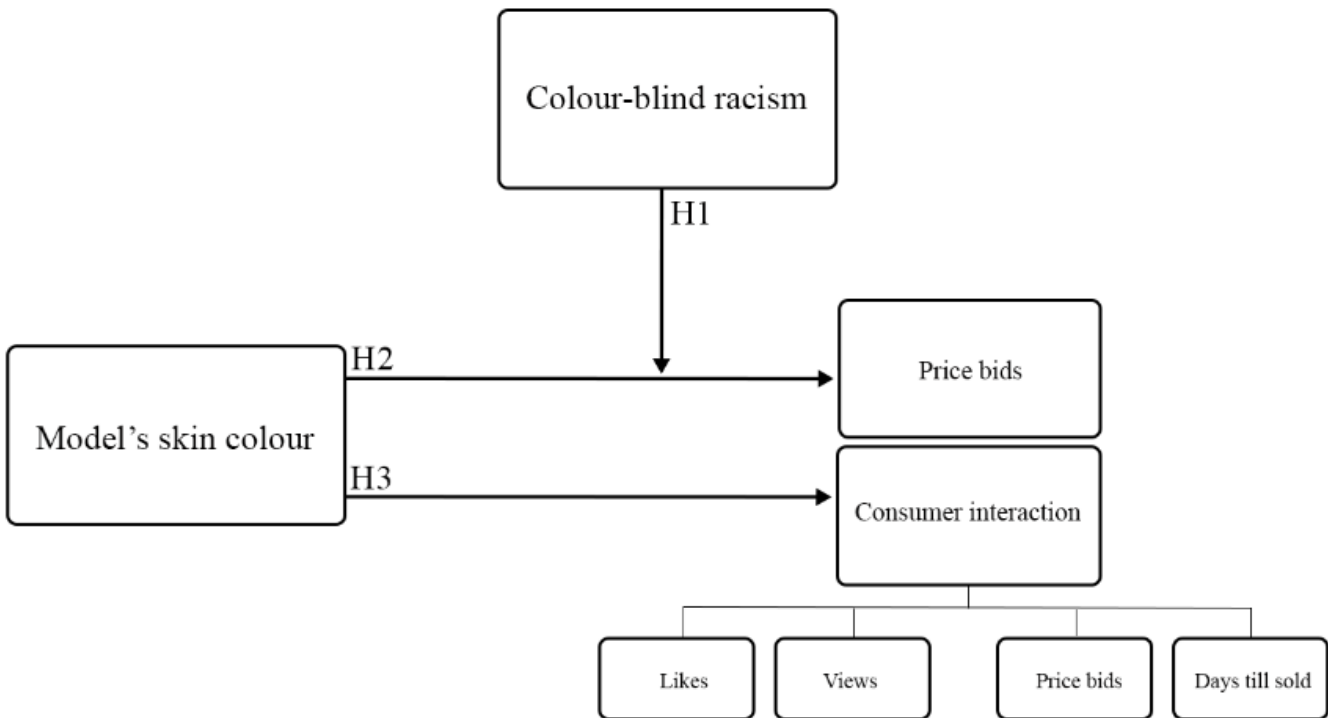 Colour-blind racism
H1
H2
Price bids
Model’s skin colour
H3
Consumer interaction
Likes
Views
Price bids
Days till sold